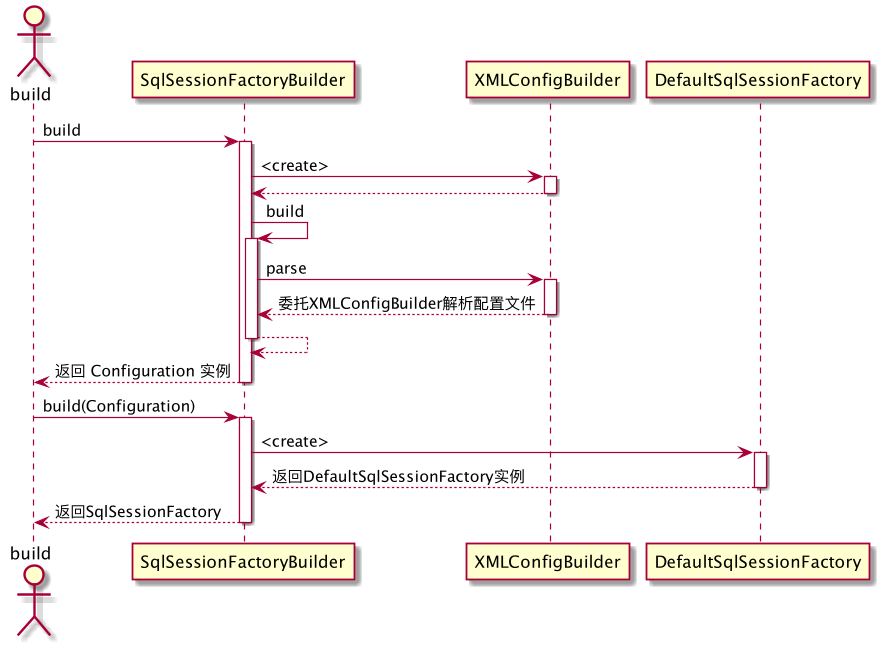 build
SqlSessionFactoryBuilder
XMLConfigBuilder
DefaultSqlSessionFactory
build
<create>
build
parse
委托XMLConfigBuilder解析配置文件
返回 Configuration 实例
build(Configuration)
<create>
返回DefaultSqlSessionFactory实例
返回SqlSessionFactory
build
SqlSessionFactoryBuilder
XMLConfigBuilder
DefaultSqlSessionFactory